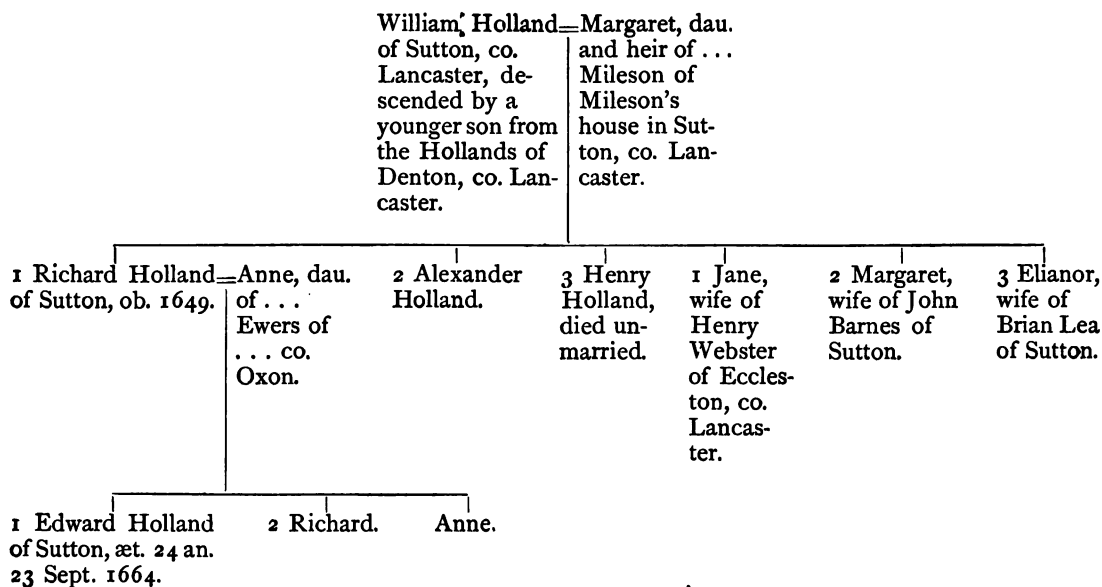 William, Holland=Margaret, dau.
of Sutton, co. and heir of ...
Lancaster, de- Mileson of
scended by a Mileson's
younger son from house in Sut-
the Hollands of ton, co. Lan-
Denton, co. Lan- caster.
caster.
1 Richard Holland=Anne, dau. 2 Alexander 3 Henry 1 Jane, 2 Margaret, 3 Elianor,
of Sutton, ob. 1649. of ... Holland. Holland, wife of wife of John wife of
Ewers of died un- Henry Barnes of Brian Lea
... co. married. Webster Sutton. of Sutton.
Oxon. of Eccles-
ton, co.
Lancas-
ter.
1 Edward Holland 2 Richard. Anne.
of Sutton, æt. 24 an.
23 Sept. 1664.